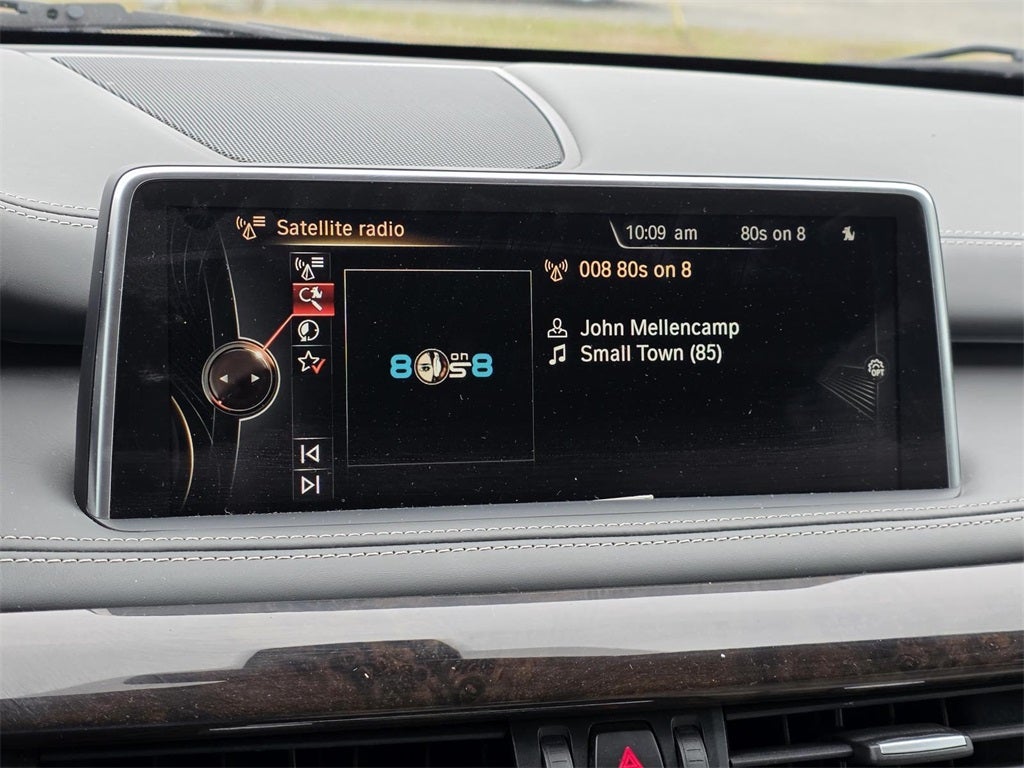 Satellite radio
10:09 am
80s on 8
008 80s on 8
80s on 8
John Mellencamp
Small Town (85)
OPT